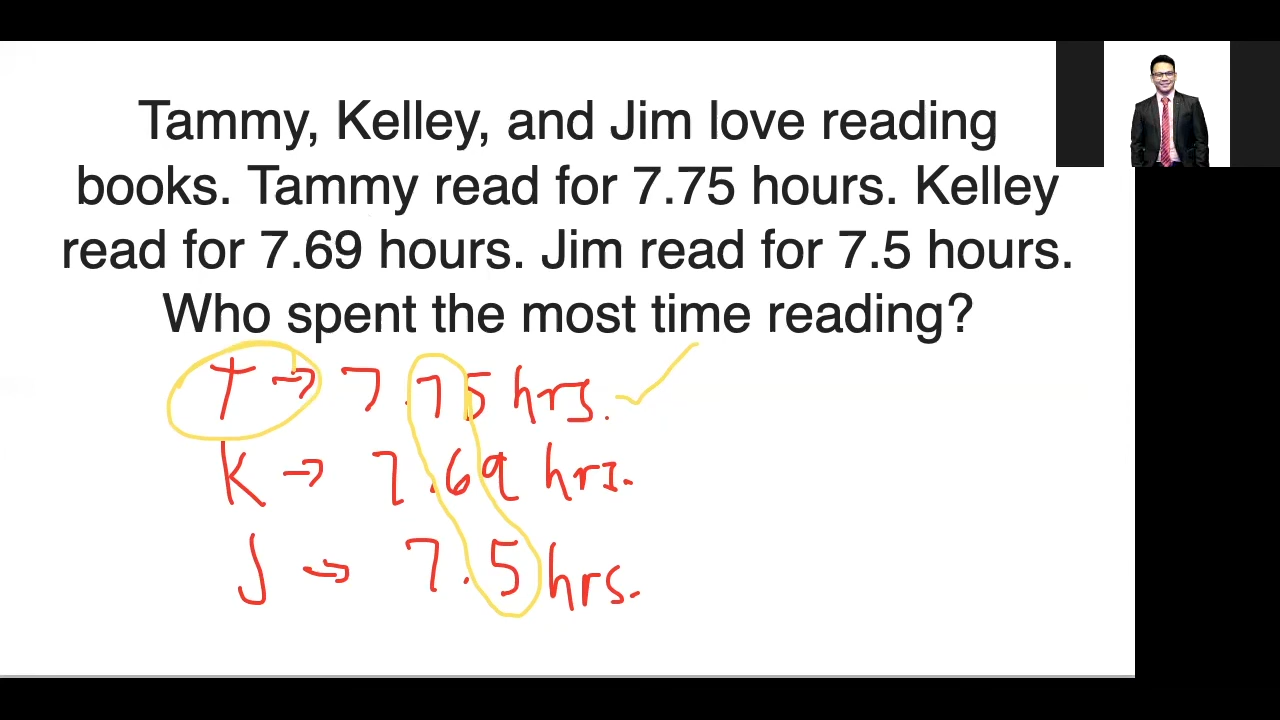 Tammy, Kelley, and Jim love reading
books. Tammy read for 7.75 hours. Kelley
read for 7.69 hours. Jim read for 7.5 hours.
Who spent the most time reading?
T → 7.75 hrs. ✓
K → 7.69 hrs.
J → 7.5 hrs.